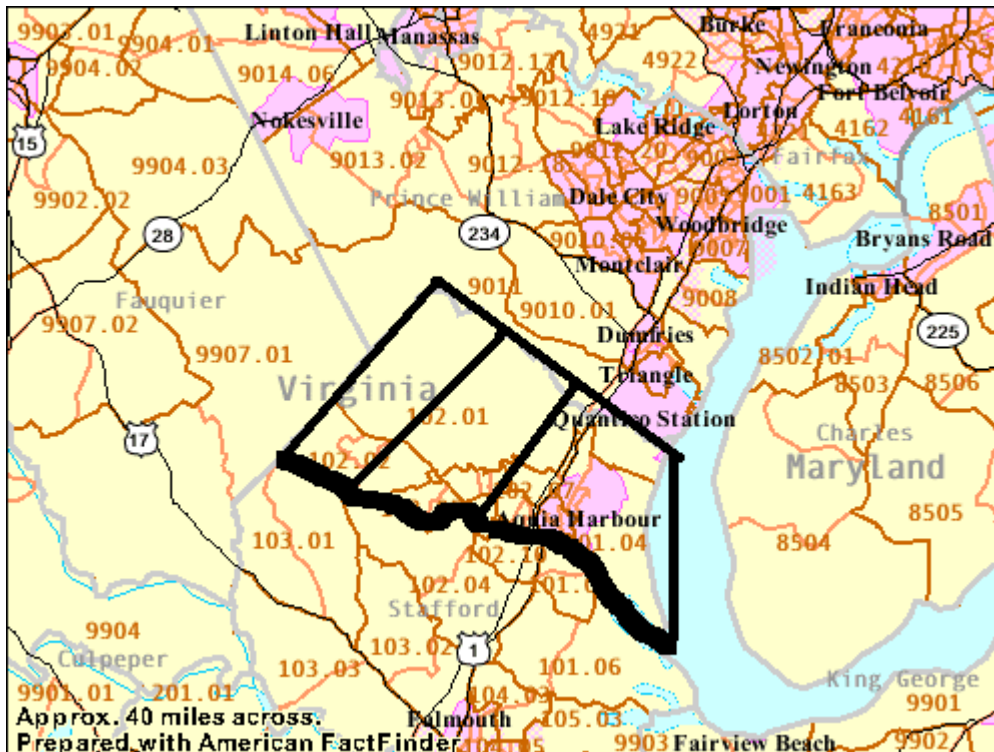 9903.01
9904.01
Linton Hall
Manassas
4921
Burke
Franconia
9904.02
9014.06
9012.17
4922
Newington
Nokesville
Lorton
Fort Belvoir
15
9904.03
9013.02
Lake Ridge
4162
4161
Fairfax
9902.02
Prince William
Dale City
9001
4163
8501
28
234
Woodbridge
9007
Bryans Road
Montclair
Indian Head
Fauquier
9011
9010.01
9008
9907.02
Dumfries
225
9907.01
Triangle
8502.01
8503
8506
Virginia
Quantico Station
Charles
17
102.02
Maryland
Aquia Harbour
8505
103.01
8504
102.10
102.04
Stafford
9904
103.02
1
Culpeper
103.03
101.06
King George
9901.01
201.01
104.03
9901
Approx. 40 miles across.
Falmouth
105.03
Prepared with American FactFinder
9903
Fairview Beach
9902